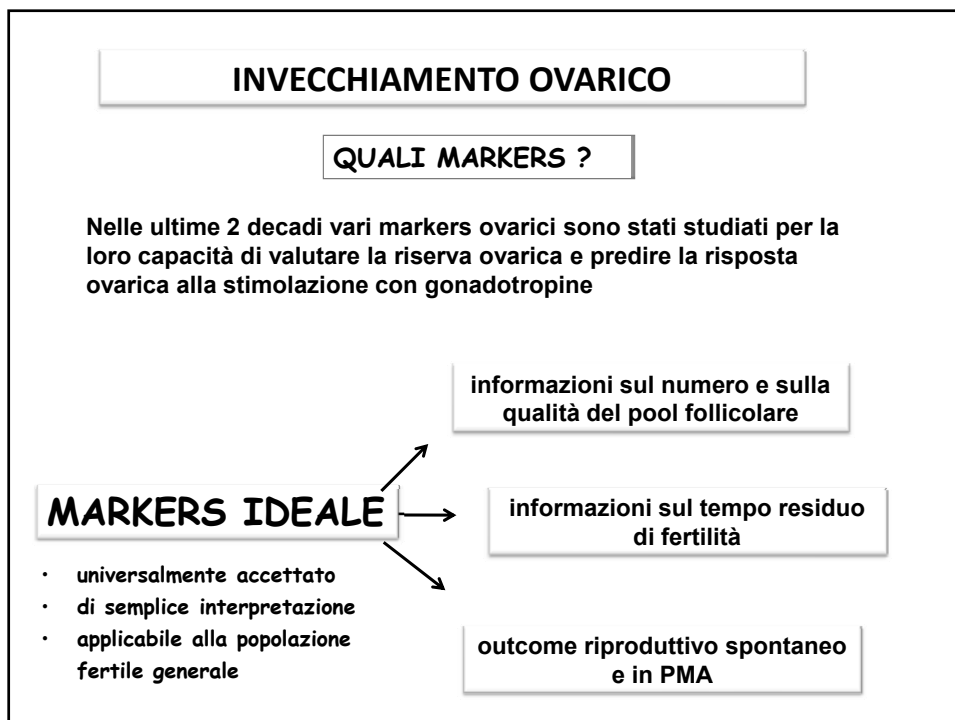 INVECCHIAMENTO OVARICO
QUALI MARKERS ?
Nelle ultime 2 decadi vari markers ovarici sono stati studiati per la
loro capacità di valutare la riserva ovarica e predire la risposta
ovarica alla stimolazione con gonadotropine
informazioni sul numero e sulla
qualità del pool follicolare
MARKERS IDEALE
informazioni sul tempo residuo
di fertilità
• universalmente accettato
• di semplice interpretazione
• applicabile alla popolazione
fertile generale
outcome riproduttivo spontaneo
e in PMA